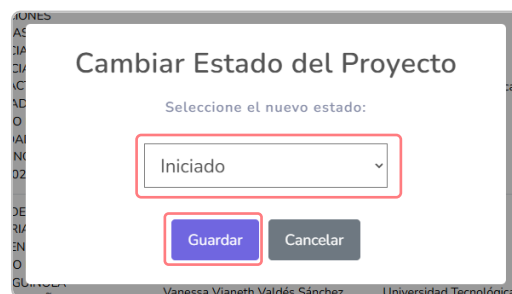 Cambiar Estado del Proyecto
Seleccione el nuevo estado:
Iniciado
Guardar
Cancelar
Vanessa Vianeth Valdés Sánchez
Universidad Tecnológica